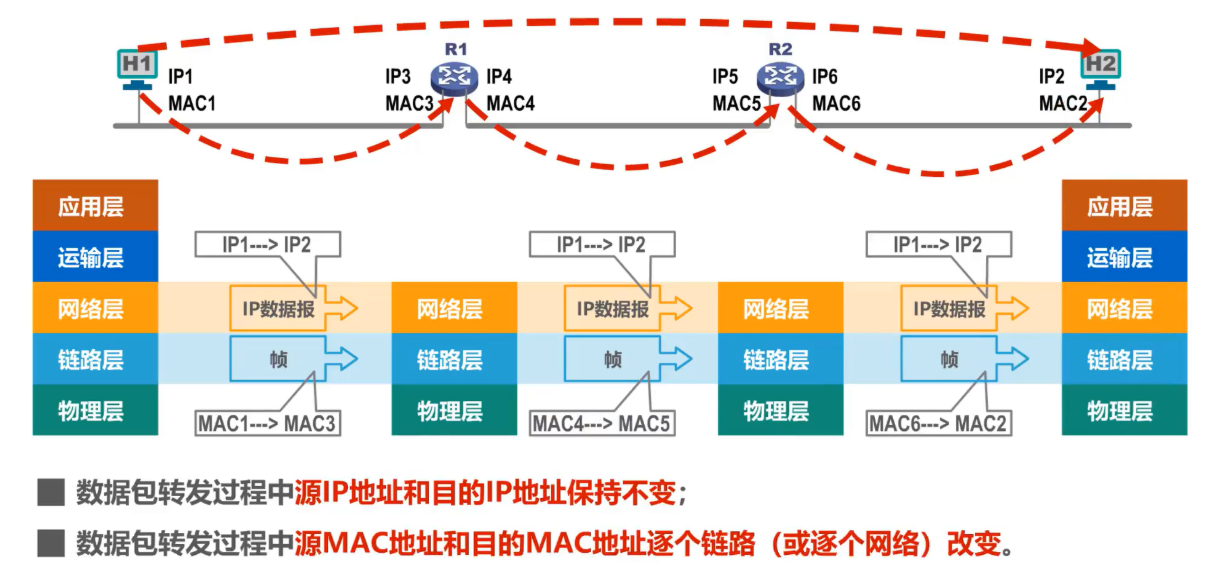 R1 R2
H1 H2
IP1 IP3 IP4 IP5 IP6 IP2
MAC1 MAC3 MAC4 MAC5 MAC6 MAC2
应用层 应用层
运输层 IP1---> IP2 IP1---> IP2 IP1---> IP2 运输层
网络层 IP数据报 网络层 IP数据报 网络层 IP数据报 网络层
链路层 帧 链路层 帧 链路层 帧 链路层
物理层 MAC1---> MAC3 物理层 MAC4---> MAC5 物理层 MAC6---> MAC2 物理层
数据包转发过程中源IP地址和目的IP地址保持不变;
数据包转发过程中源MAC地址和目的MAC地址逐个链路（或逐个网络）改变。